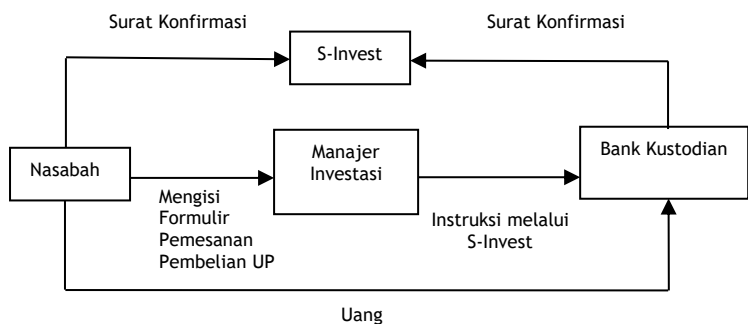 Surat Konfirmasi
Surat Konfirmasi
S-Invest
Nasabah
Manajer
Investasi
Bank Kustodian
Mengisi
Formulir
Pemesanan
Pembelian UP
Instruksi melalui
S-Invest
Uang